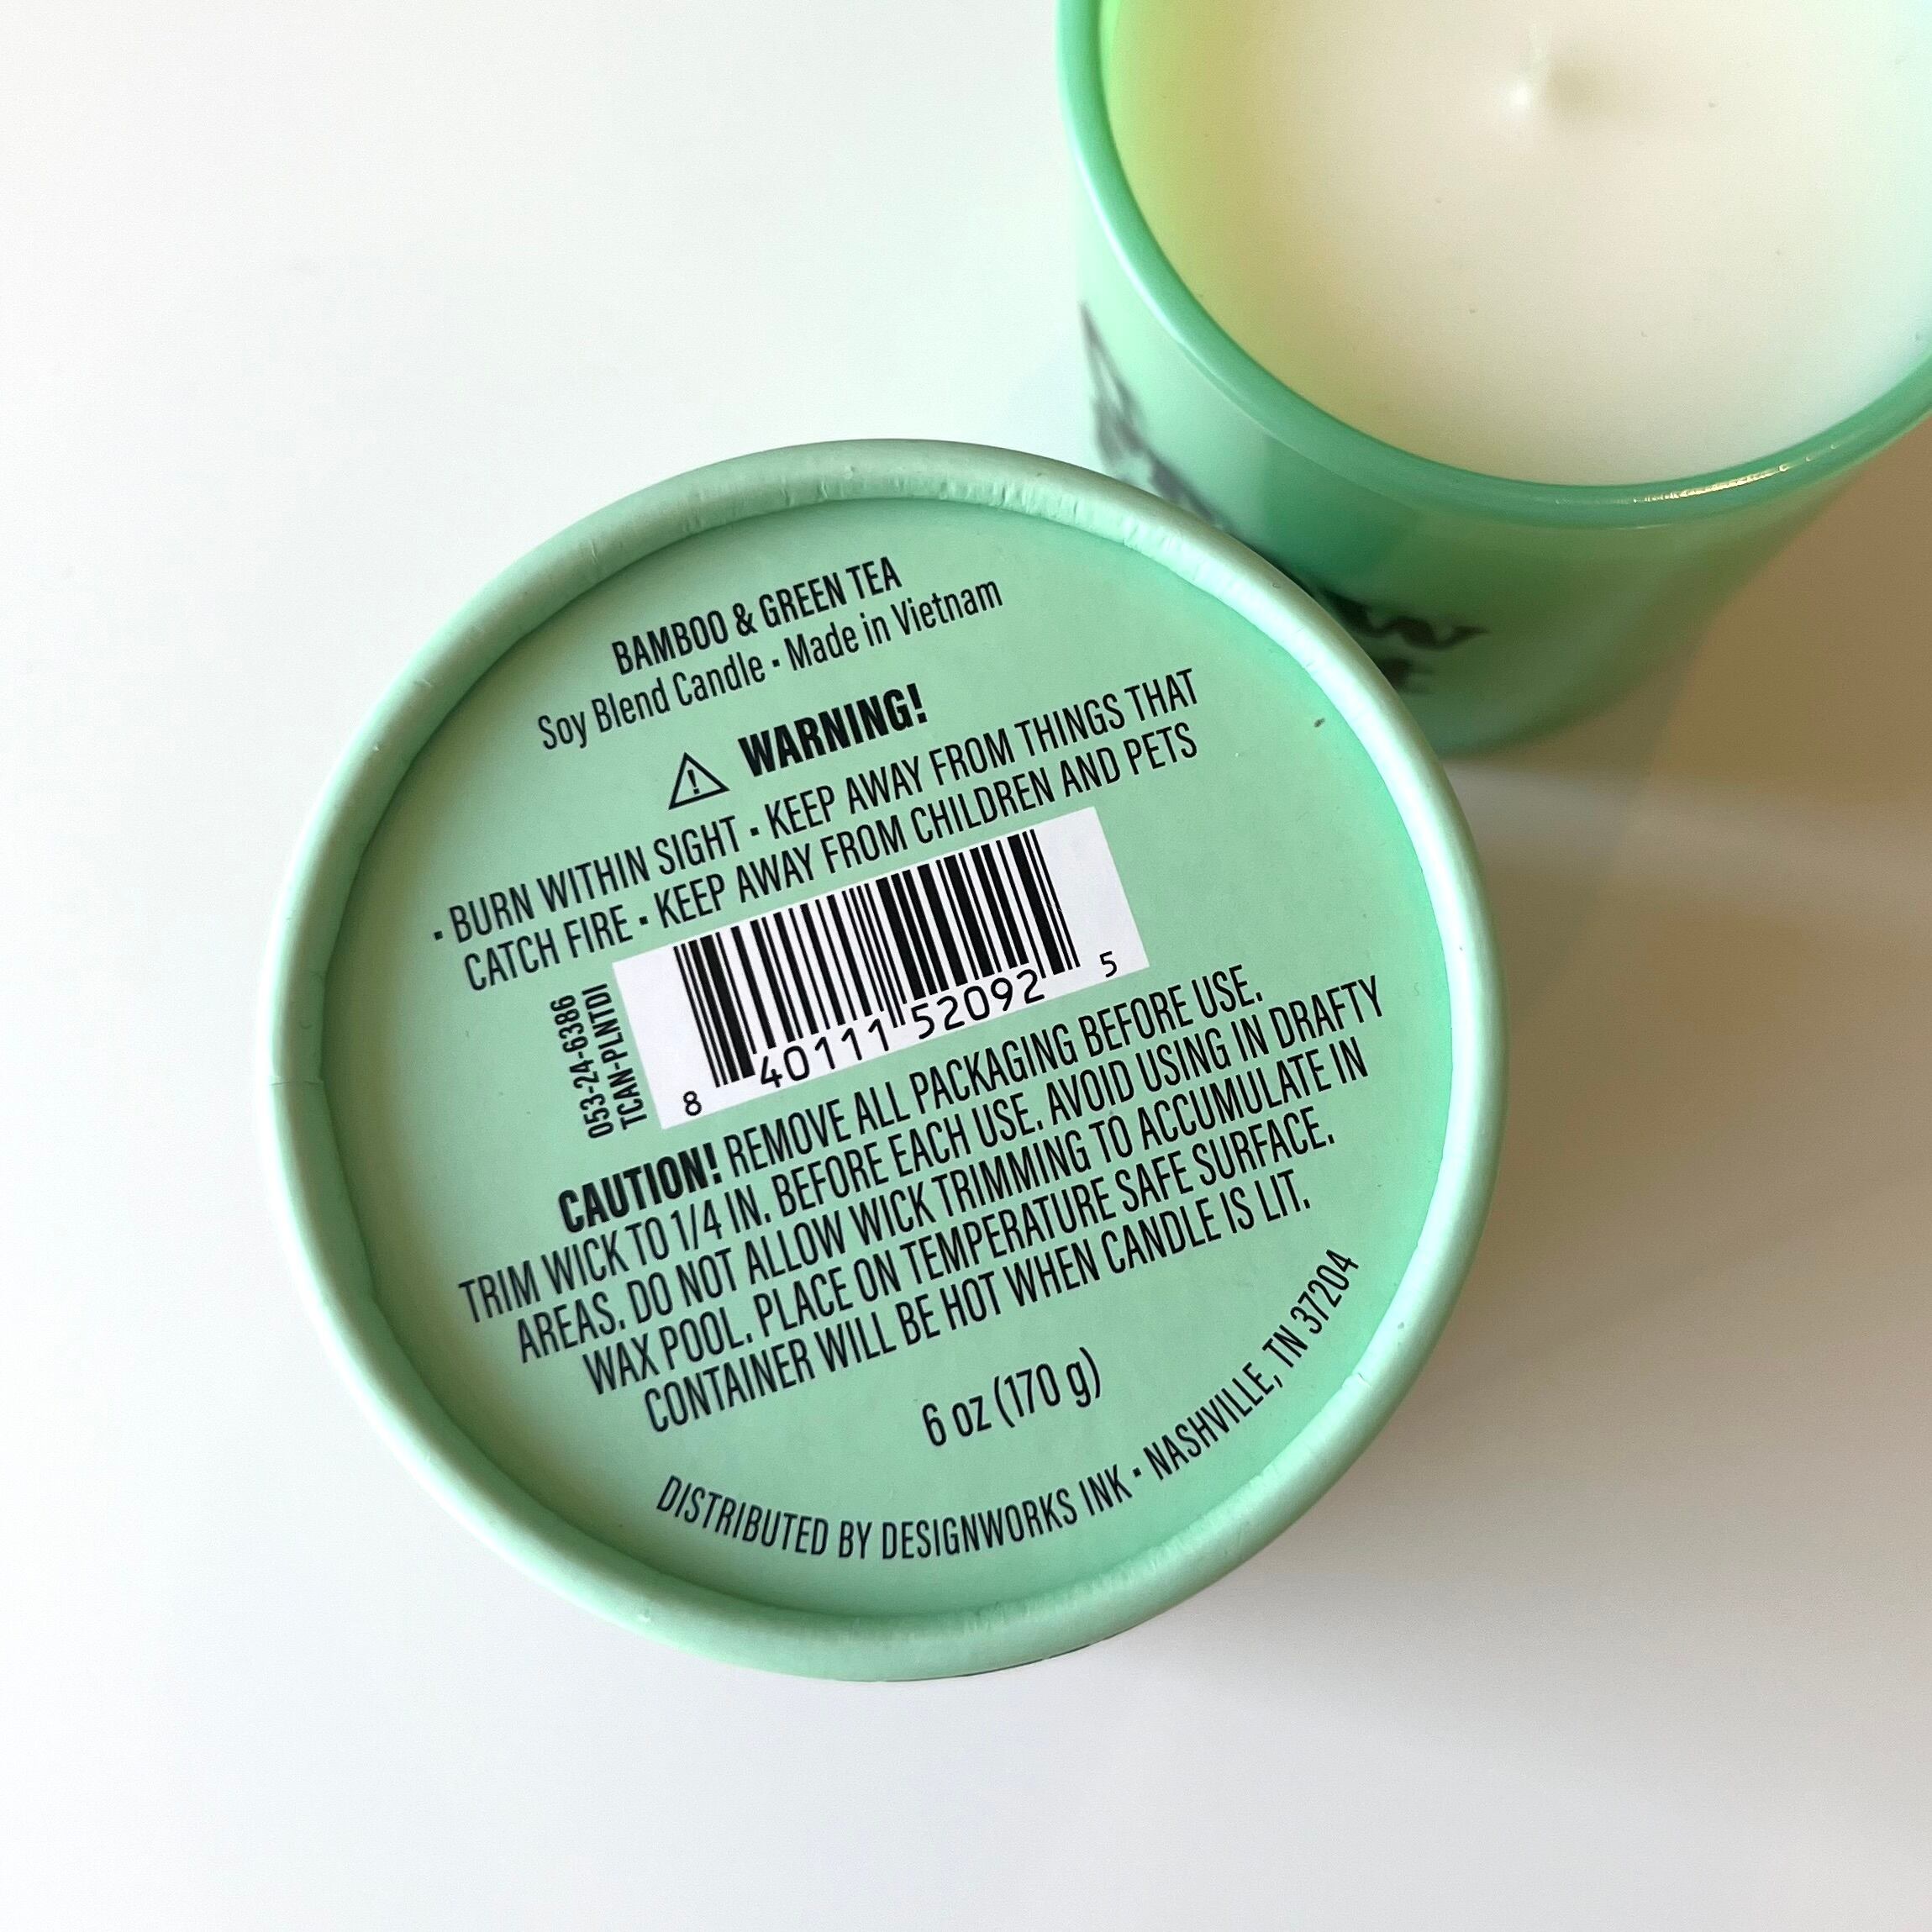 BAMBOO & GREEN TEA
Soy Blend Candle • Made in Vietnam
WARNING!
• BURN WITHIN SIGHT • KEEP AWAY FROM THINGS THAT
CATCH FIRE • KEEP AWAY FROM CHILDREN AND PETS
053-24-6386
TCAN-PLNTDI
8 40111 52092 5
CAUTION! REMOVE ALL PACKAGING BEFORE USE.
TRIM WICK TO 1/4 IN. BEFORE EACH USE. AVOID USING IN DRAFTY
AREAS. DO NOT ALLOW WICK TRIMMING TO ACCUMULATE IN
WAX POOL. PLACE ON TEMPERATURE SAFE SURFACE.
CONTAINER WILL BE HOT WHEN CANDLE IS LIT.
6 oz (170 g)
DISTRIBUTED BY DESIGNWORKS INK • NASHVILLE, TN 37204